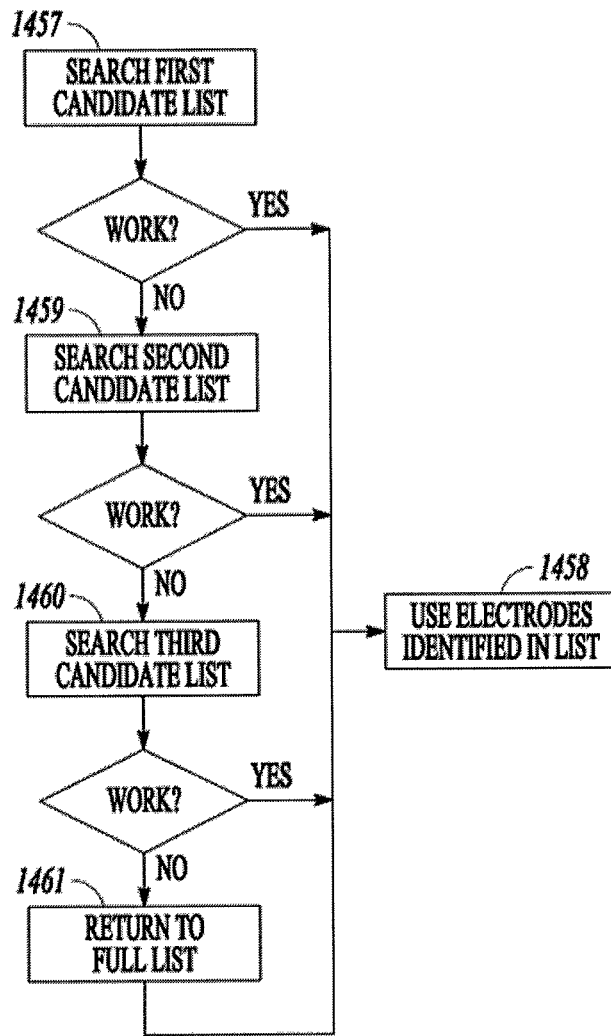 1457
SEARCH FIRST
CANDIDATE LIST
WORK?
YES
NO
1459
SEARCH SECOND
CANDIDATE LIST
WORK?
YES
NO
1460
SEARCH THIRD
CANDIDATE LIST
1458
USE ELECTRODES
IDENTIFIED IN LIST
WORK?
YES
NO
1461
RETURN TO
FULL LIST